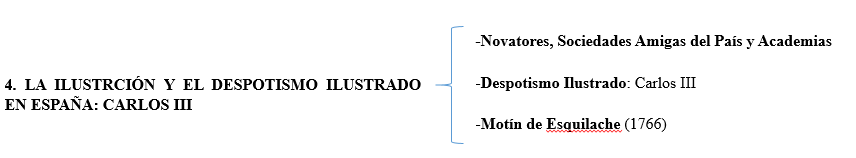 -Novatores, Sociedades Amigas del País y Academias
4. LA ILUSTRCIÓN Y EL DESPOTISMO ILUSTRADO
EN ESPAÑA: CARLOS III
-Despotismo Ilustrado: Carlos III
-Motín de Esquilache (1766)